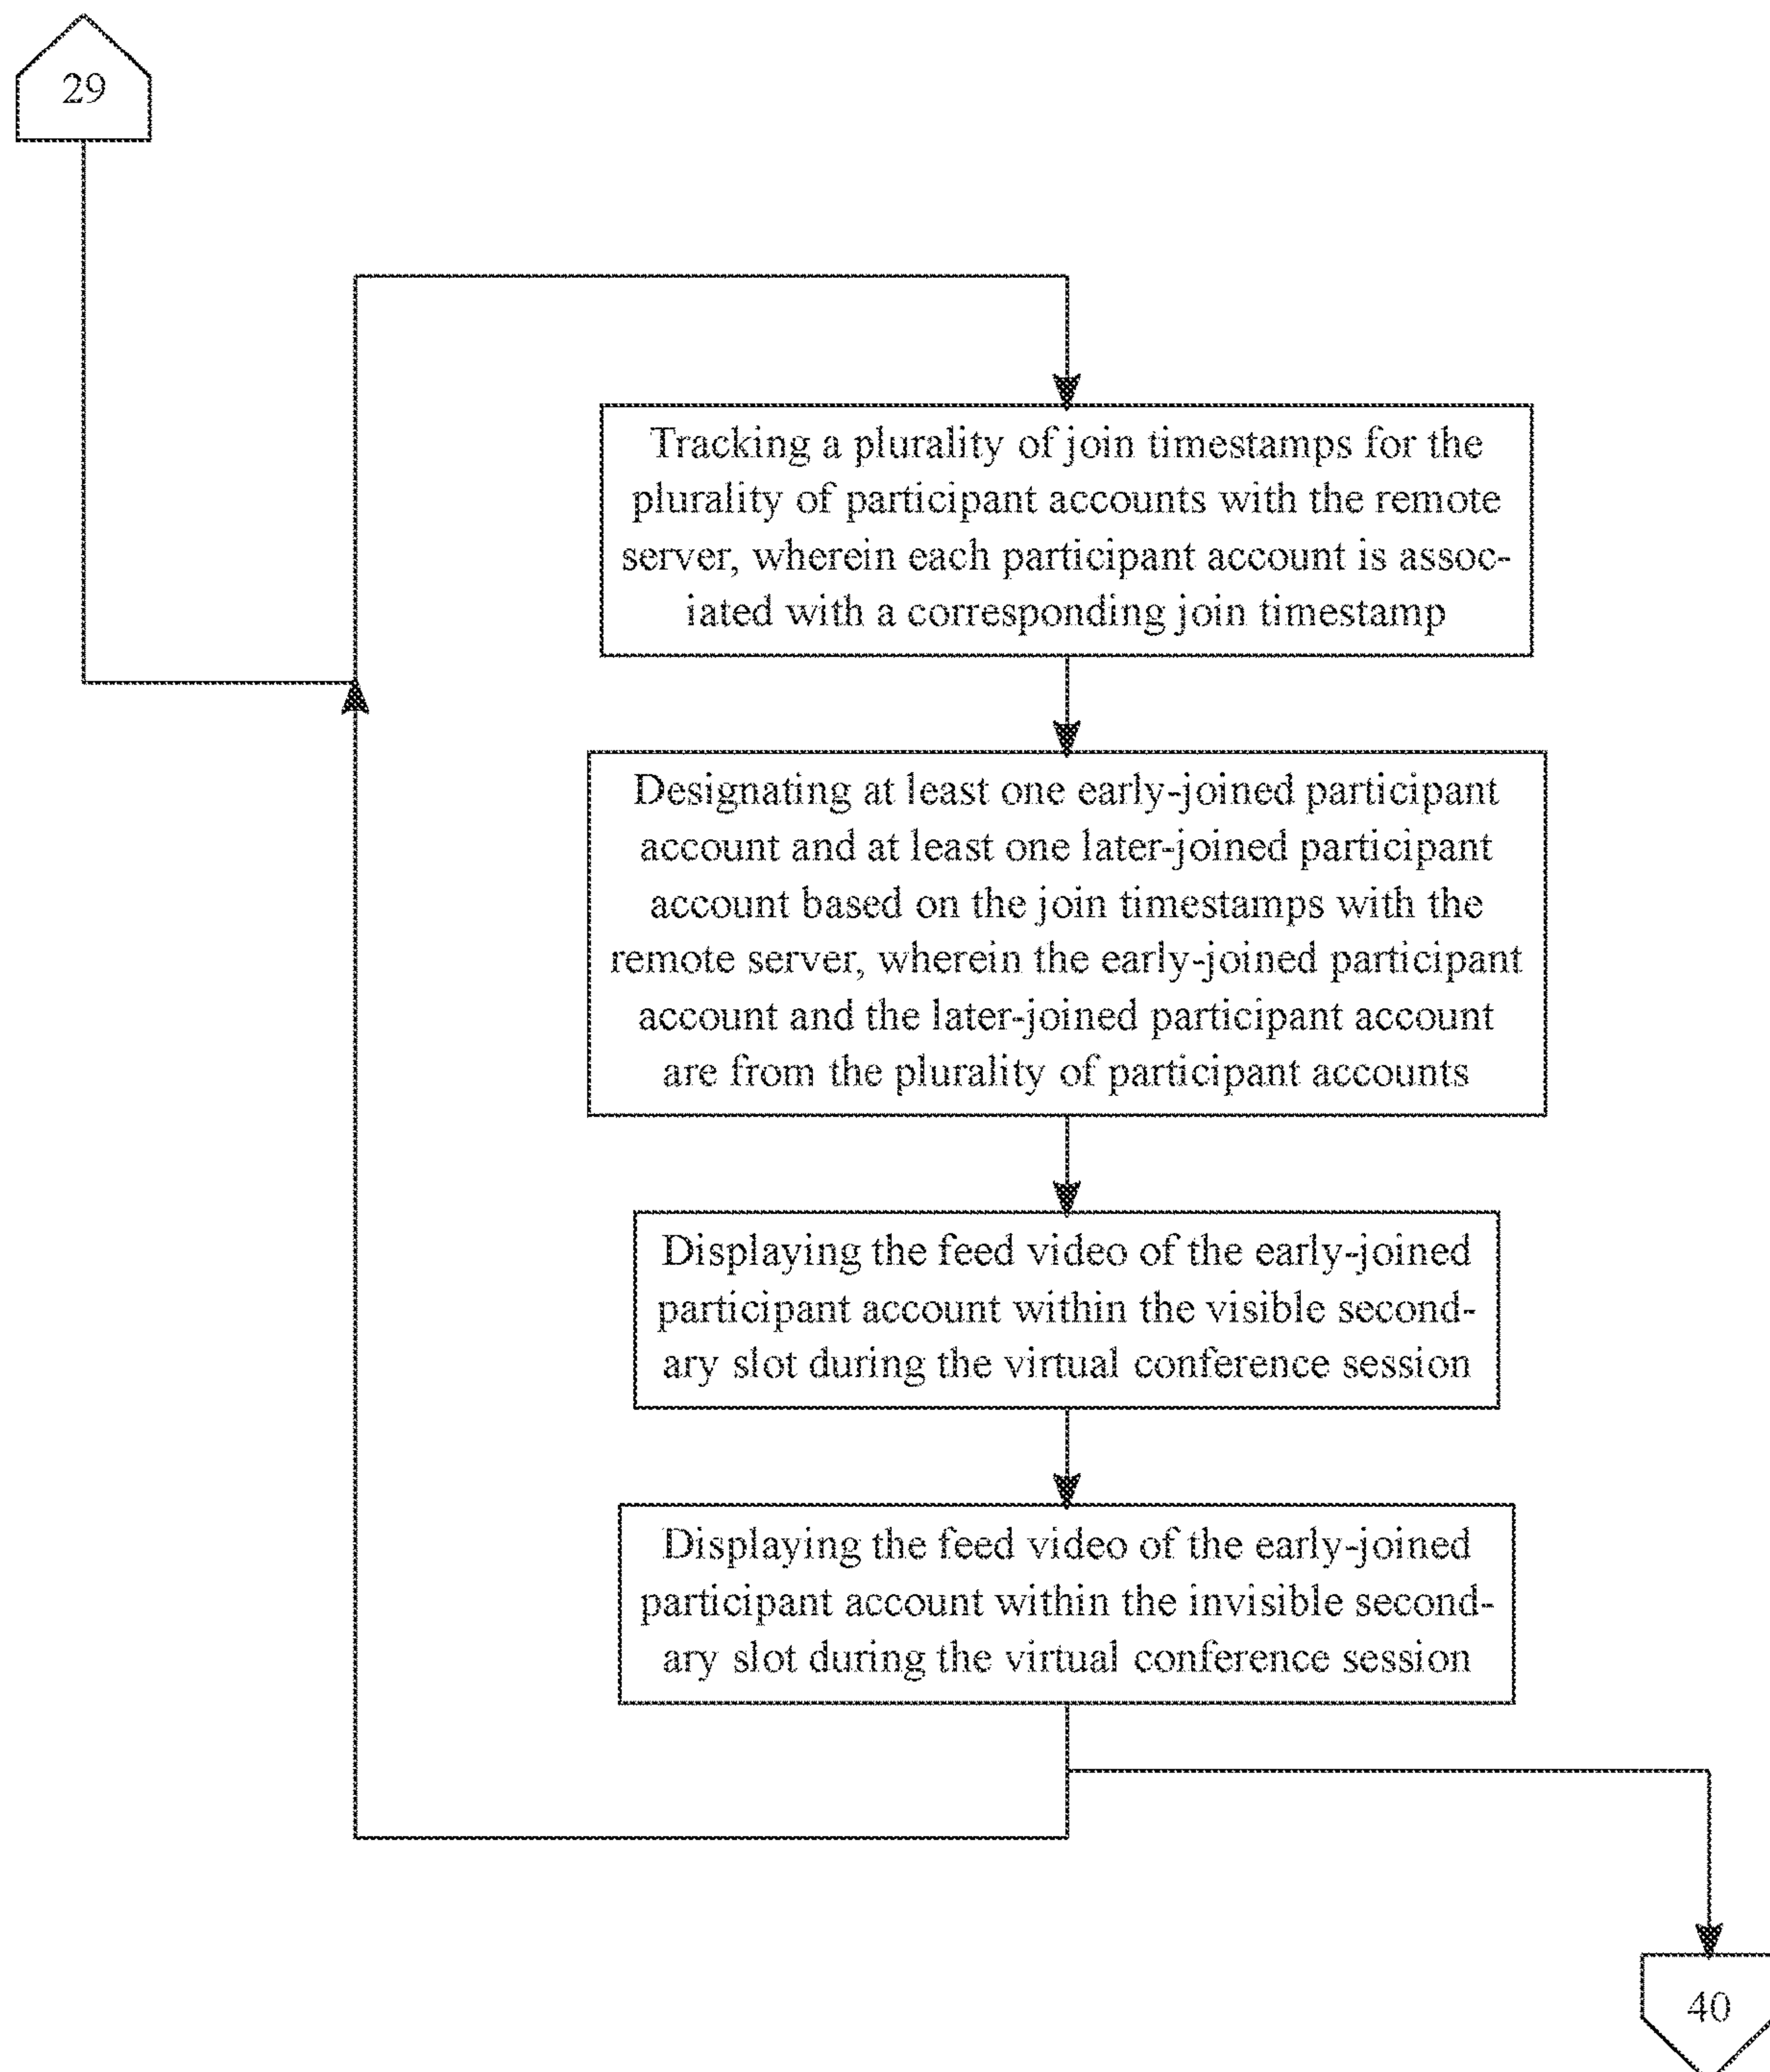 29
Tracking a plurality of join timestamps for the
plurality of participant accounts with the remote
server, wherein each participant account is assoc-
iated with a corresponding join timestamp
Designating at least one early-joined participant
account and at least one later-joined participant
account based on the join timestamps with the
remote server, wherein the early-joined participant
account and the later-joined participant account
are from the plurality of participant accounts
Displaying the feed video of the early-joined
participant account within the visible second-
ary slot during the virtual conference session
Displaying the feed video of the early-joined
participant account within the invisible second-
ary slot during the virtual conference session
40